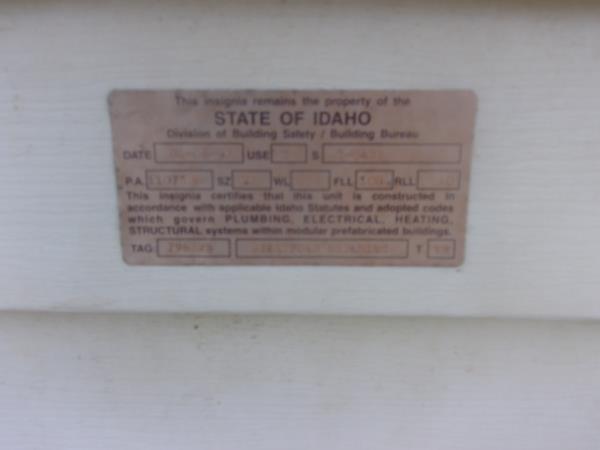 This insignia remains the property of the
STATE OF IDAHO
Division of Building Safety / Building Bureau
DATE USE S
P.A. SZ WL FLL 100 RLL
This insignia certifies that this unit is constructed in
accordance with applicable Idaho Statutes and adopted codes
which govern PLUMBING, ELECTRICAL, HEATING,
STRUCTURAL systems within modular prefabricated buildings.
TAG T